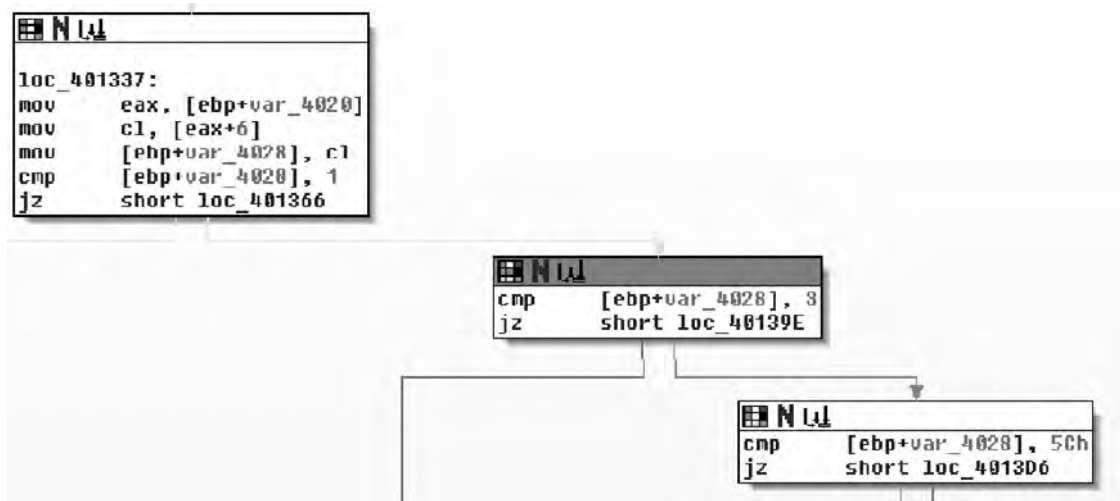 loc_401337:
mov eax, [ebp+var_4020]
mov cl, [eax+6]
mov [ebp+var_4028], cl
cmp [ebp+var_4028], 1
jz short loc_401366
cmp [ebp+var_4028], 3
jz short loc_40139E
cmp [ebp+var_4028], 5Ch
jz short loc_4013D6